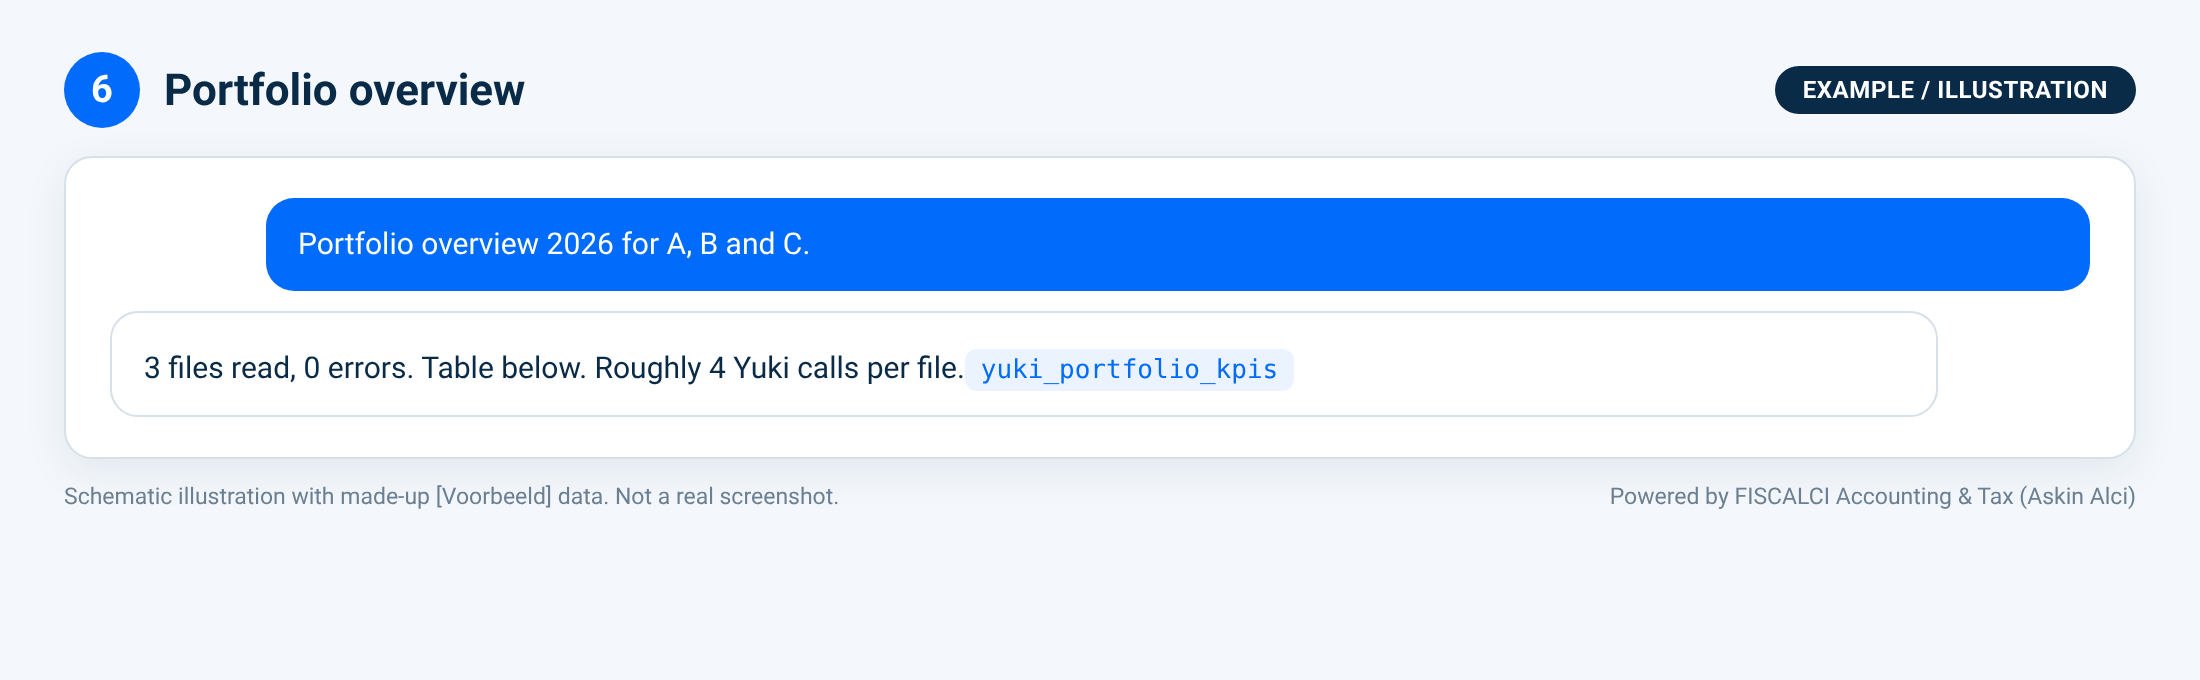 6 Portfolio overview
EXAMPLE / ILLUSTRATION
Portfolio overview 2026 for A, B and C.
3 files read, 0 errors. Table below. Roughly 4 Yuki calls per file. yuki_portfolio_kpis
Schematic illustration with made-up [Voorbeeld] data. Not a real screenshot.
Powered by FISCALCI Accounting & Tax (Askin Alci)